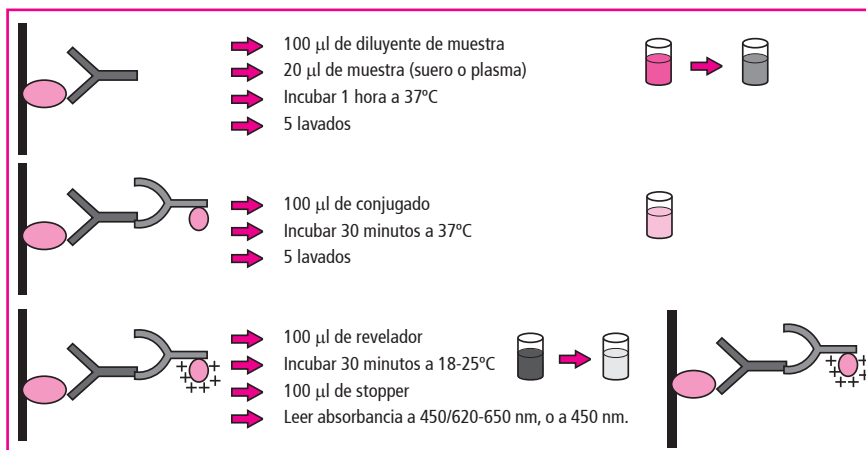 100 µl de diluyente de muestra
20 µl de muestra (suero o plasma)
Incubar 1 hora a 37ºC
5 lavados
100 µl de conjugado
Incubar 30 minutos a 37ºC
5 lavados
100 µl de revelador
Incubar 30 minutos a 18-25ºC
100 µl de stopper
Leer absorbancia a 450/620-650 nm, o a 450 nm.